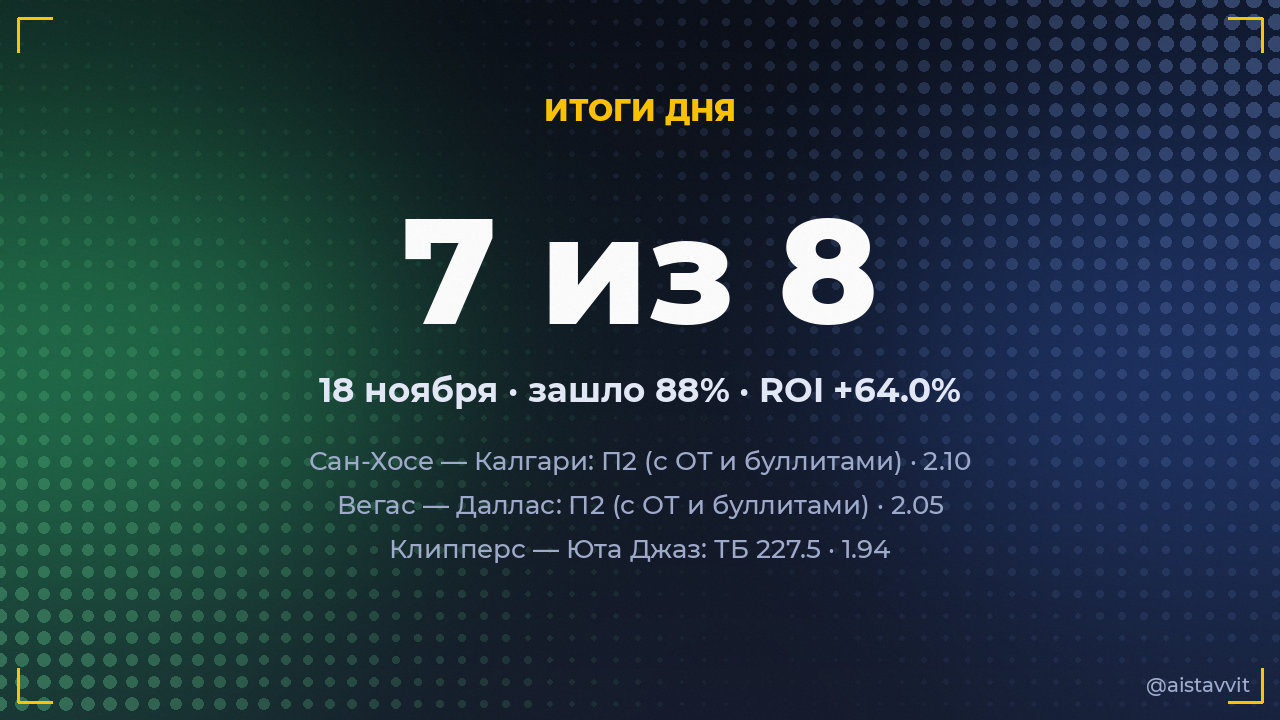 ИТОГИ ДНЯ
7 из 8
18 ноября · зашло 88% · ROI +64.0%
Сан-Хосе — Калгари: П2 (с ОТ и буллитами) · 2.10
Вегас — Даллас: П2 (с ОТ и буллитами) · 2.05
Клипперс — Юта Джаз: ТБ 227.5 · 1.94
@aistavvit